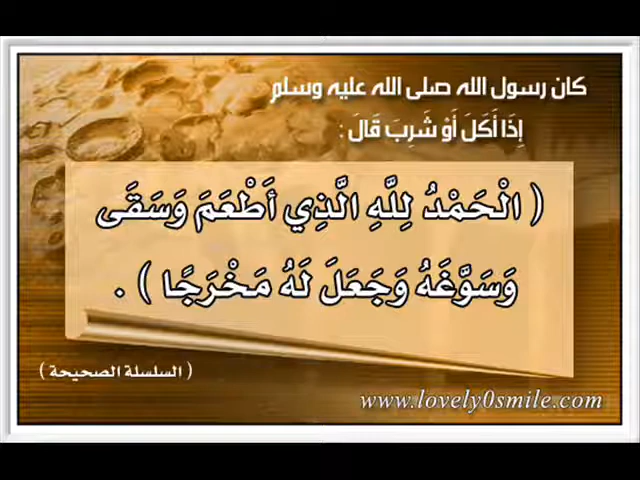 كان رسول الله صلى الله عليه وسلم
إِذَا أَكَلَ أَوْ شَرِبَ قَالَ :
( الْحَمْدُ لِلَّهِ الَّذِي أَطْعَمَ وَسَقَى
وَسَوَّغَهُ وَجَعَلَ لَهُ مَخْرَجًا ) .
( السلسلة الصحيحة )
www.lovely0smile.com